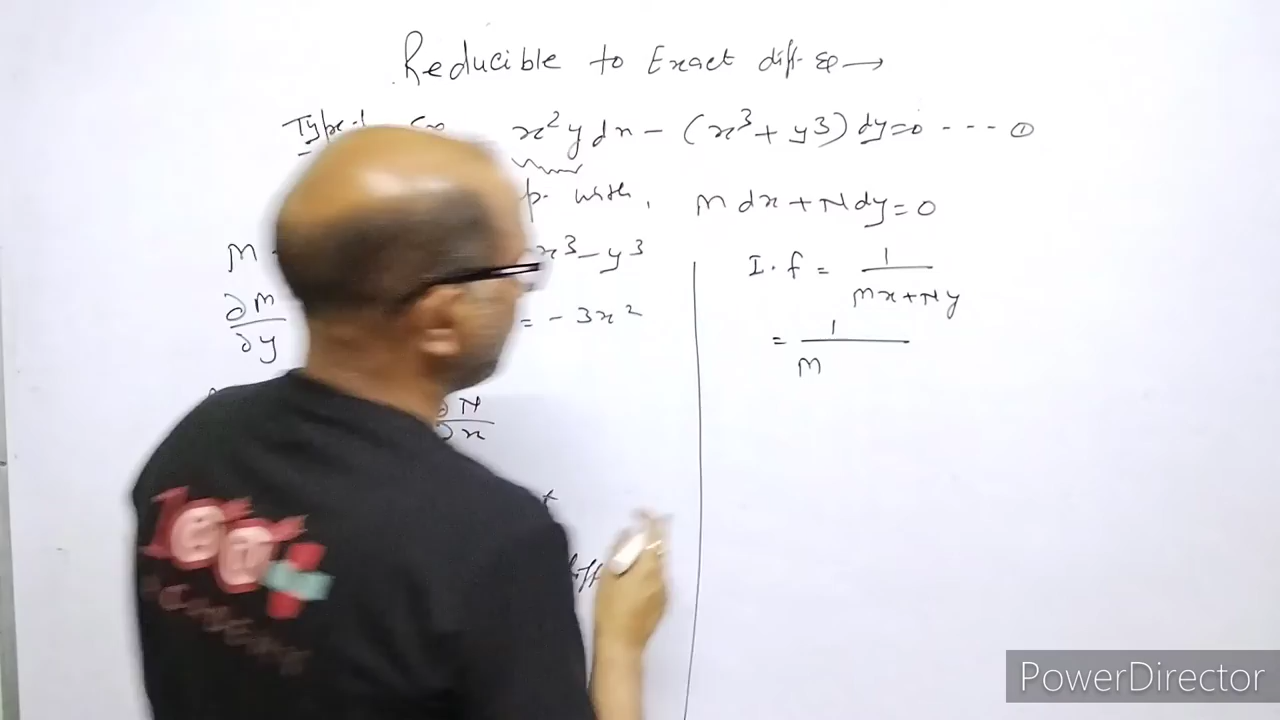 Reducible to Exact diff. Eq →
Type-1 x²y dx - (x³ + y3) dy=0 --- ①
with, M dx + N dy = 0
M x³ - y³
∂M/∂y = - 3x²
∂N/∂x
I.f = 1/(Mx+Ny)
= 1/M
diff
PowerDirector